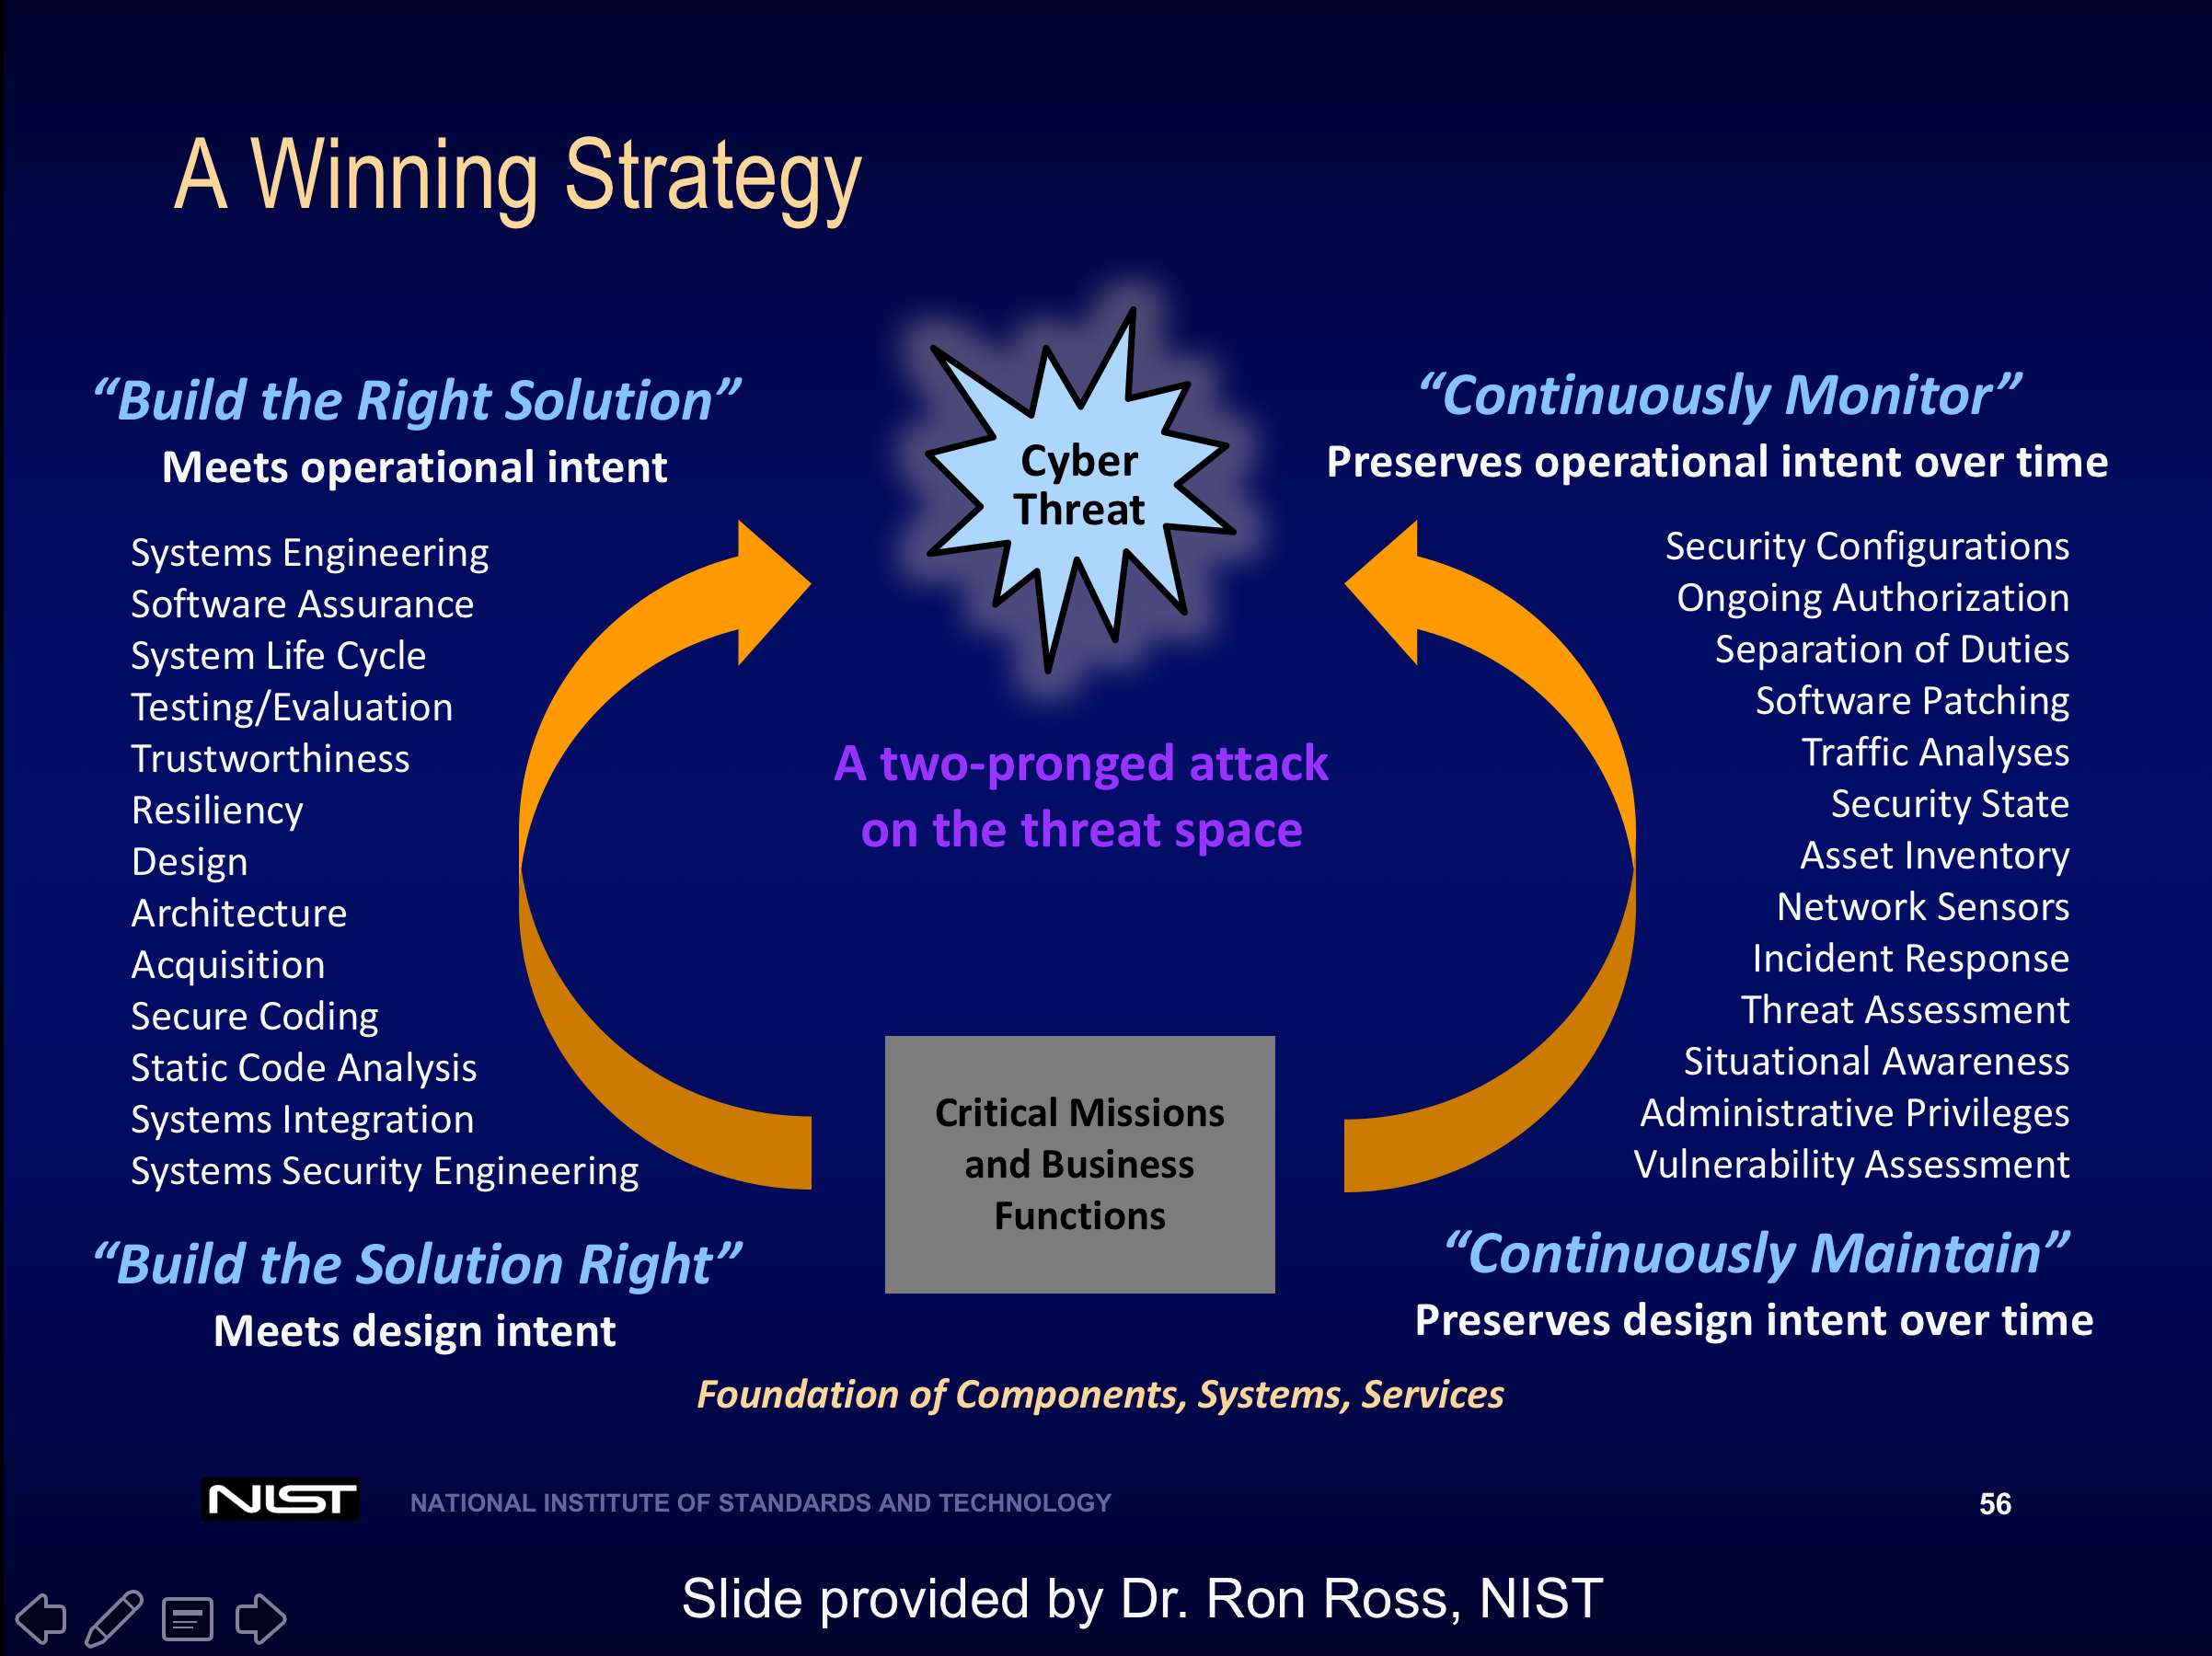 A Winning Strategy
“Build the Right Solution”
Meets operational intent
Systems Engineering
Software Assurance
System Life Cycle
Testing/Evaluation
Trustworthiness
Resiliency
Design
Architecture
Acquisition
Secure Coding
Static Code Analysis
Systems Integration
Systems Security Engineering
“Build the Solution Right”
Meets design intent
Cyber
Threat
A two-pronged attack
on the threat space
Critical Missions
and Business
Functions
“Continuously Monitor”
Preserves operational intent over time
Security Configurations
Ongoing Authorization
Separation of Duties
Software Patching
Traffic Analyses
Security State
Asset Inventory
Network Sensors
Incident Response
Threat Assessment
Situational Awareness
Administrative Privileges
Vulnerability Assessment
“Continuously Maintain”
Preserves design intent over time
Foundation of Components, Systems, Services
NIST
NATIONAL INSTITUTE OF STANDARDS AND TECHNOLOGY
56
Slide provided by Dr. Ron Ross, NIST